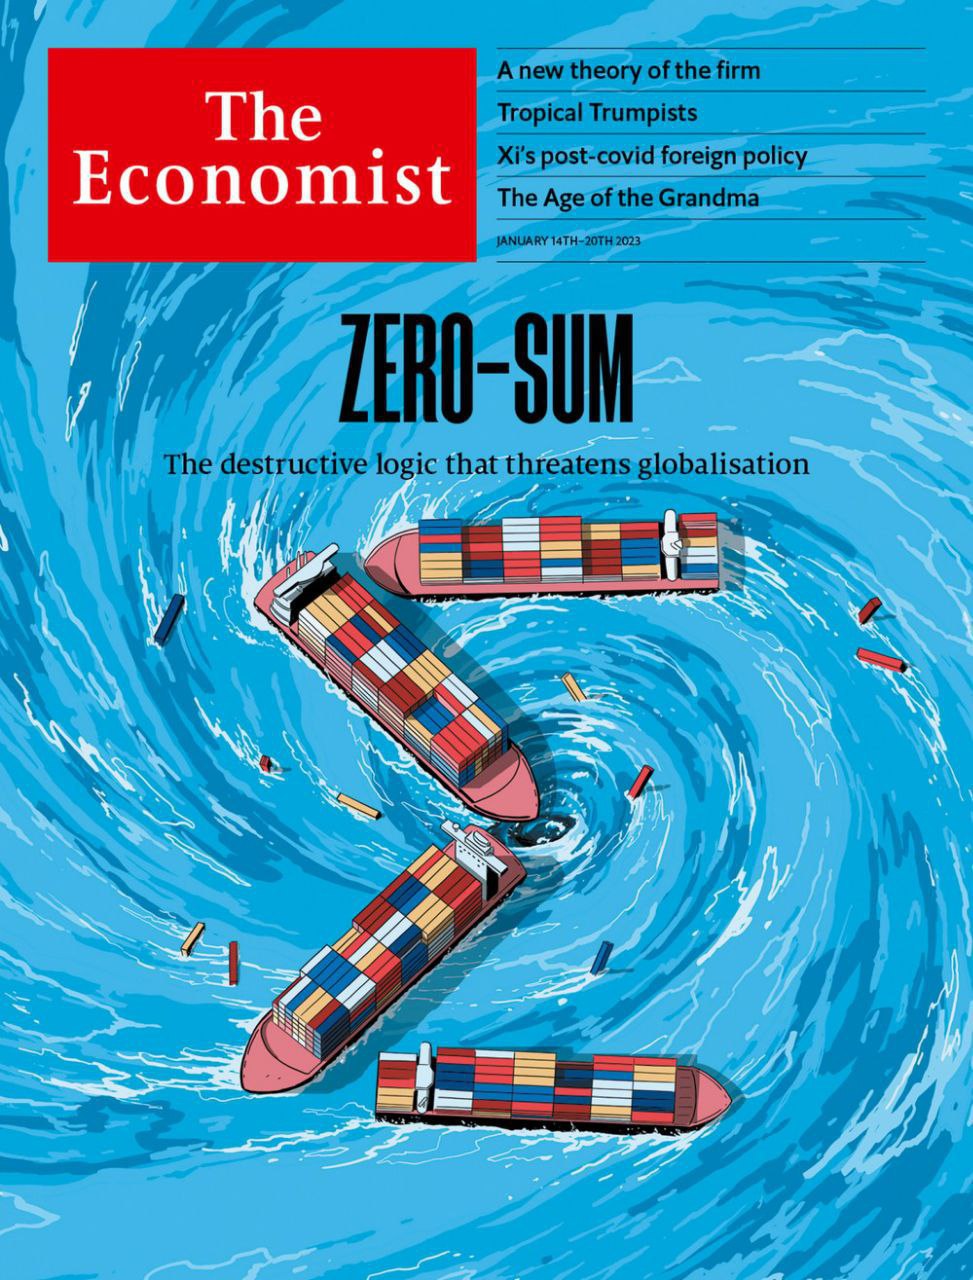 The
Economist
A new theory of the firm
Tropical Trumpists
Xi's post-covid foreign policy
The Age of the Grandma
JANUARY 14TH–20TH 2023
ZERO–SUM
The destructive logic that threatens globalisation